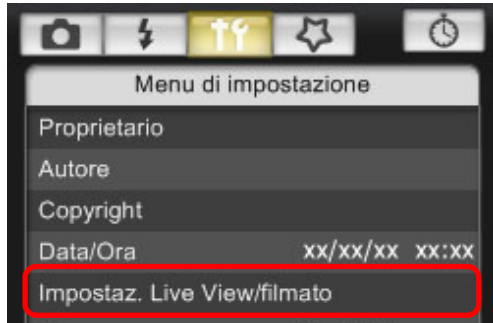 Menu di impostazione
Proprietario
Autore
Copyright
Data/Ora xx/xx/xx xx:xx
Impostaz. Live View/filmato